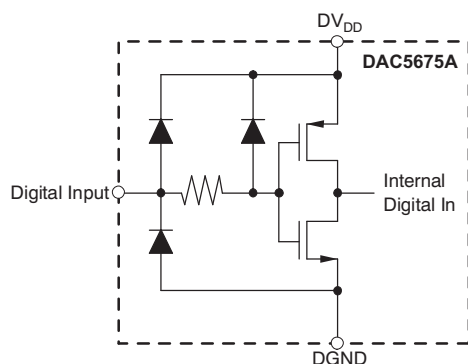 DV_DD
DAC5675A
Digital Input
Internal
Digital In
DGND